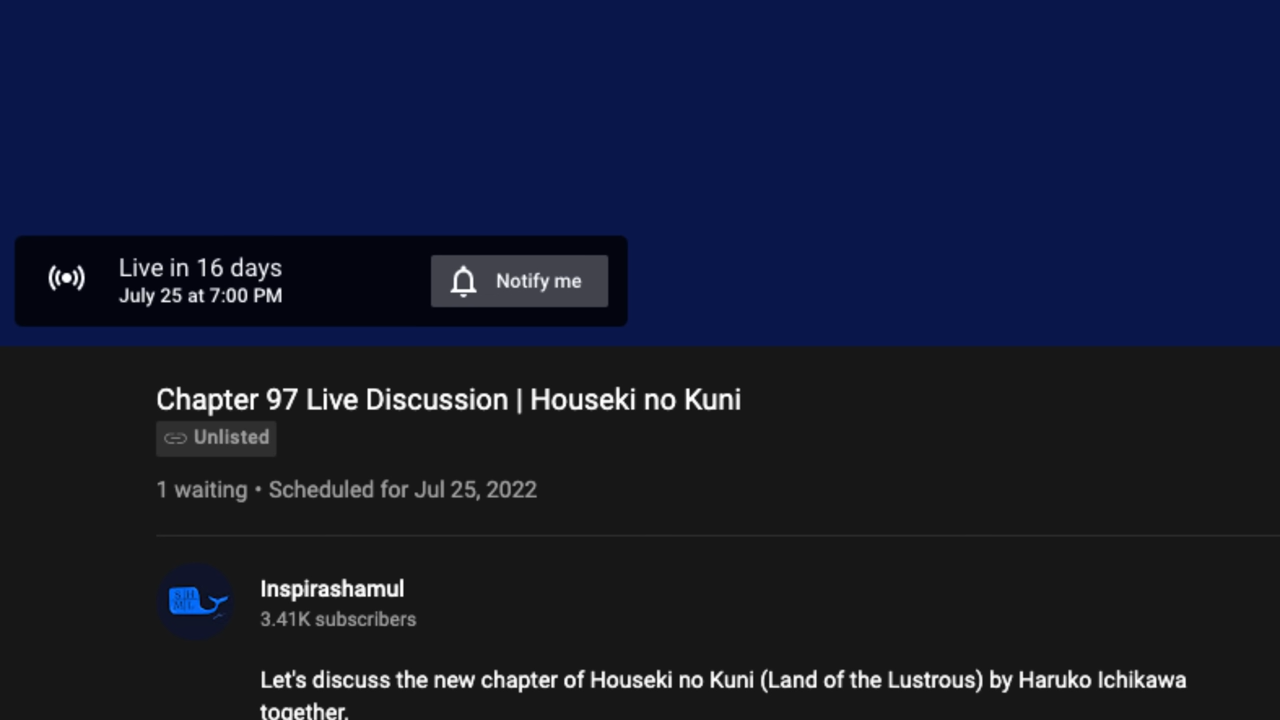 Live in 16 days
July 25 at 7:00 PM
Notify me
Chapter 97 Live Discussion | Houseki no Kuni
Unlisted
1 waiting • Scheduled for Jul 25, 2022
Inspirashamul
3.41K subscribers
Let's discuss the new chapter of Houseki no Kuni (Land of the Lustrous) by Haruko Ichikawa
together.